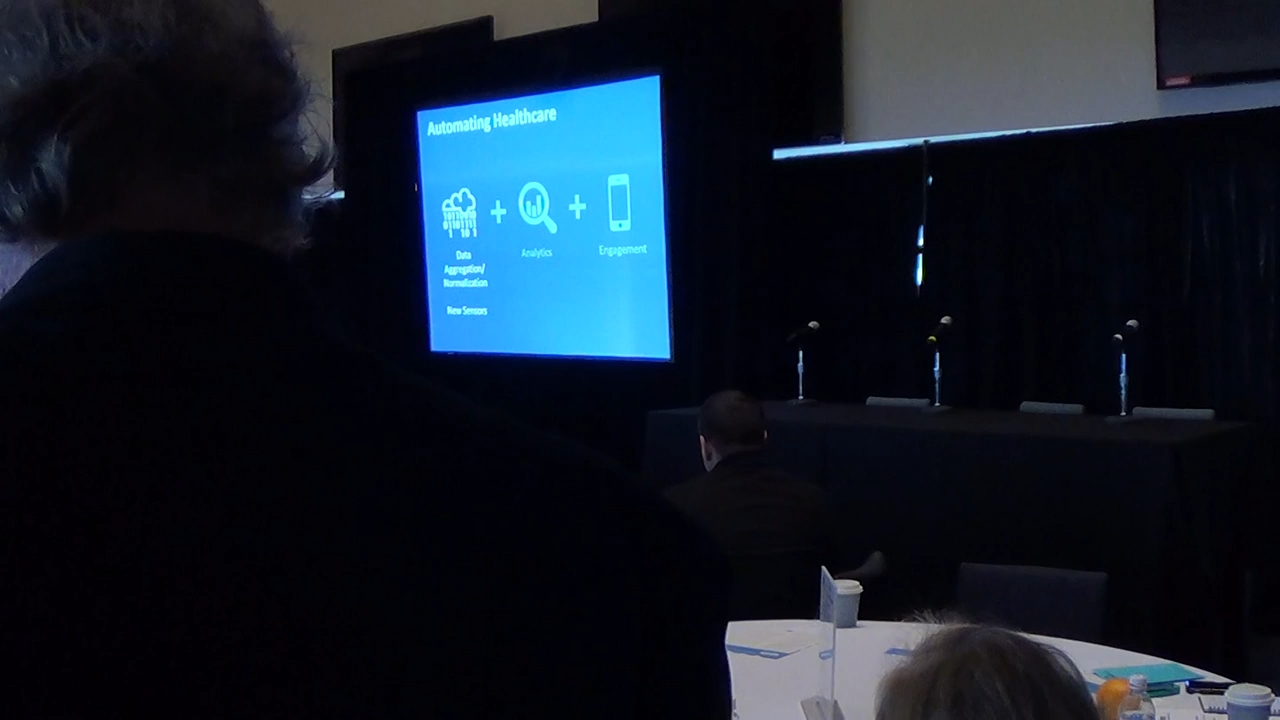 Automating Healthcare
Data
Aggregation/
Normalization
Analytics
Engagement
New Sensors